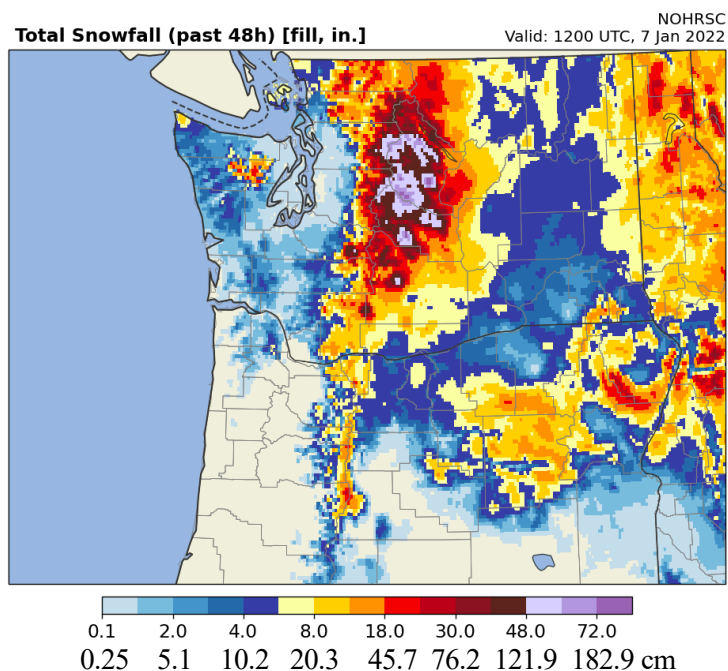 NOHRSC
Total Snowfall (past 48h) [fill, in.] Valid: 1200 UTC, 7 Jan 2022
0.1 2.0 4.0 8.0 18.0 30.0 48.0 72.0
0.25 5.1 10.2 20.3 45.7 76.2 121.9 182.9 cm